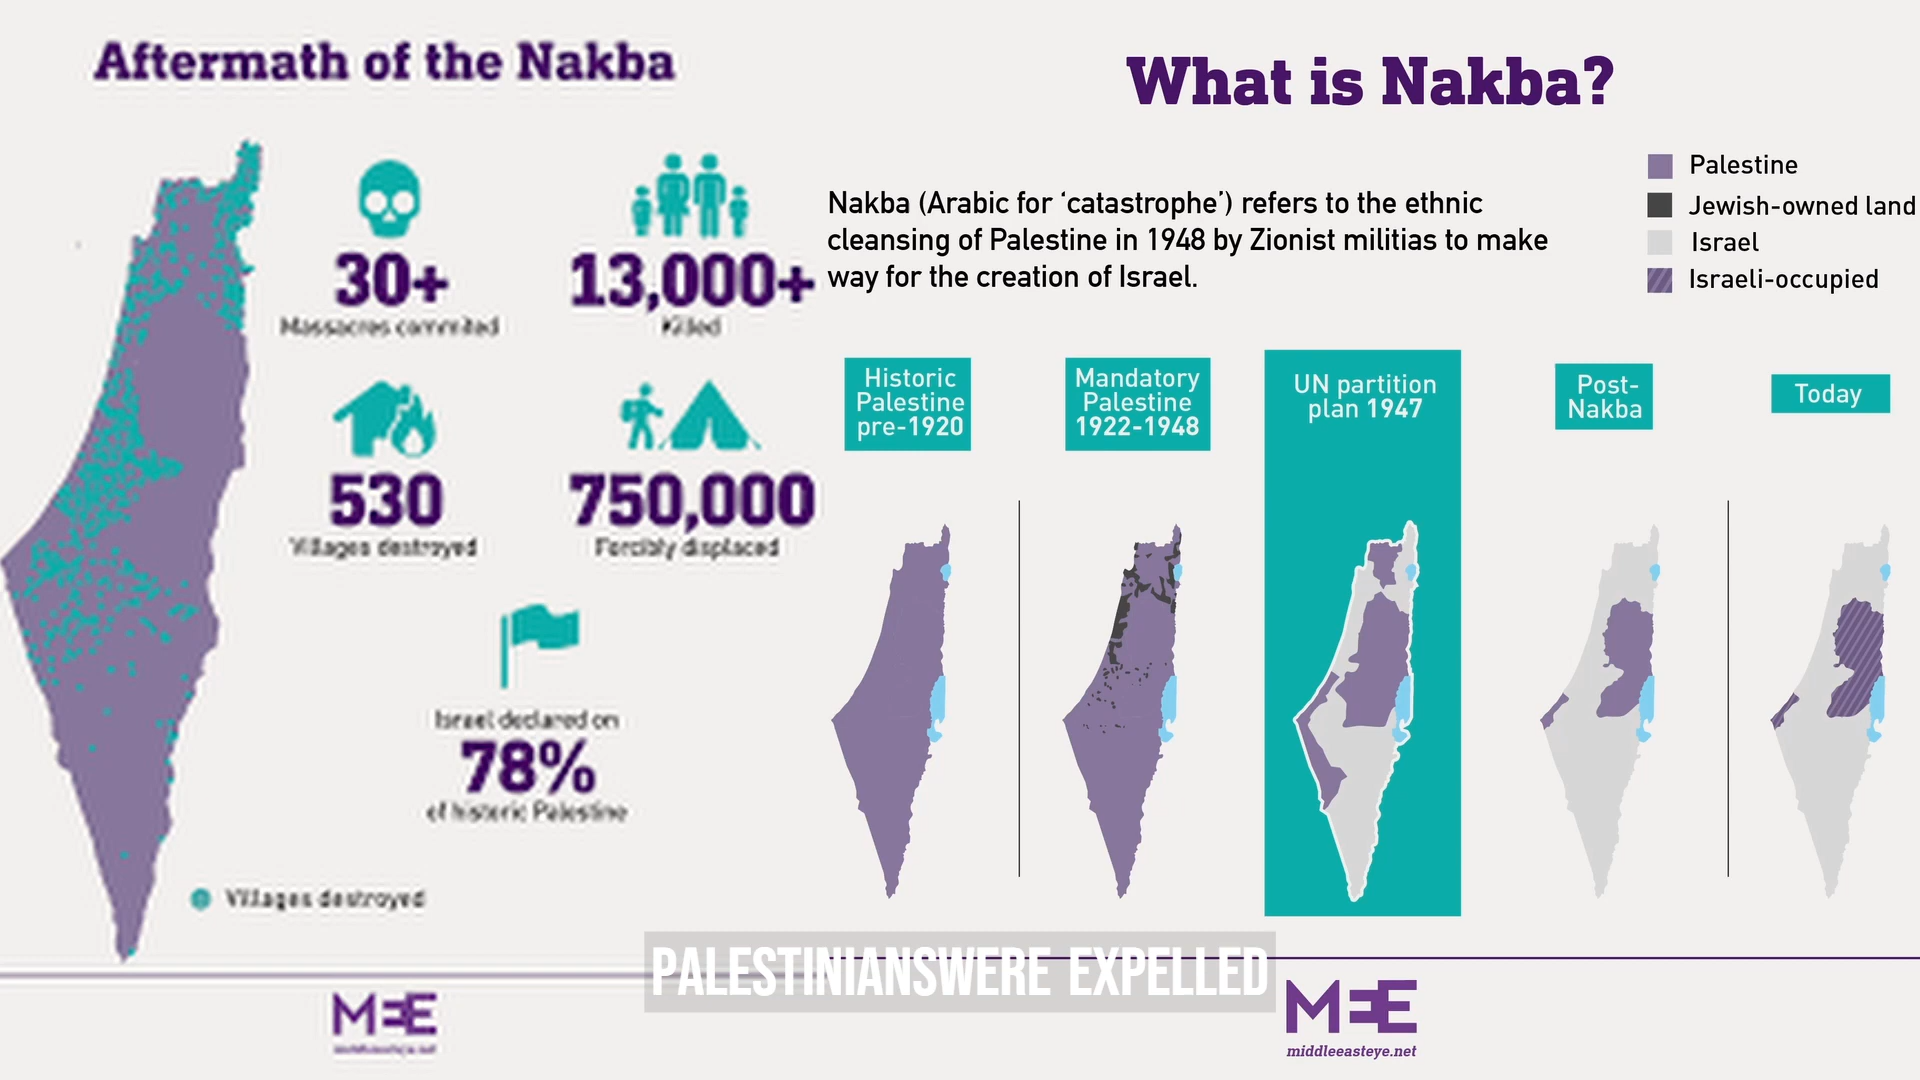 Aftermath of the Nakba
30+
Massacres commited
13,000+
Killed
530
Villages destroyed
750,000
Forcibly displaced
Israel declared on
78%
of historic Palestine
Villages destroyed
MEE
What is Nakba?
Nakba (Arabic for ‘catastrophe’) refers to the ethnic
cleansing of Palestine in 1948 by Zionist militias to make
way for the creation of Israel.
Palestine
Jewish-owned land
Israel
Israeli-occupied
Historic
Palestine
pre-1920
Mandatory
Palestine
1922-1948
UN partition
plan 1947
Post-
Nakba
Today
PALESTINIANSWERE EXPELLED
MEE
middleeasteye.net